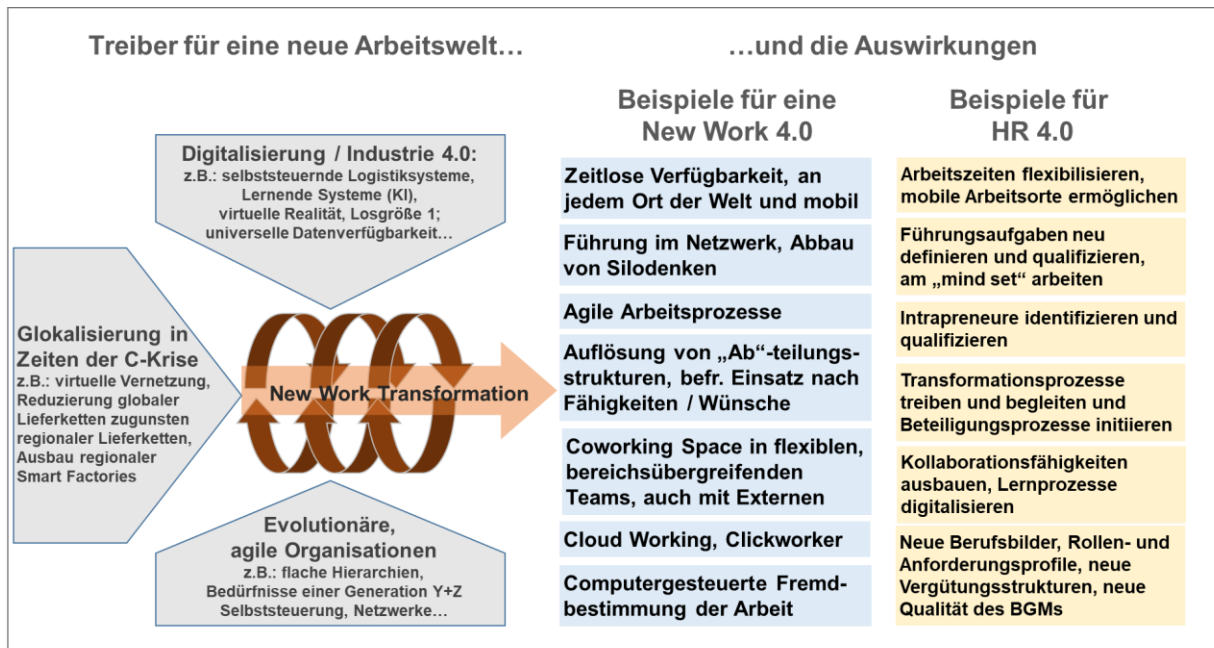 Treiber für eine neue Arbeitswelt…
…und die Auswirkungen
Digitalisierung / Industrie 4.0:
z.B.: selbststeuernde Logistiksysteme,
Lernende Systeme (KI),
virtuelle Realität, Losgröße 1;
universelle Datenverfügbarkeit…
Glokalisierung in
Zeiten der C-Krise
z.B.: virtuelle Vernetzung,
Reduzierung globaler
Lieferketten zugunsten
regionaler Lieferketten,
Ausbau regionaler
Smart Factories
New Work Transformation
Evolutionäre,
agile Organisationen
z.B.: flache Hierarchien,
Bedürfnisse einer Generation Y+Z
Selbststeuerung, Netzwerke…
Beispiele für eine
New Work 4.0
Zeitlose Verfügbarkeit, an
jedem Ort der Welt und mobil
Führung im Netzwerk, Abbau
von Silodenken
Agile Arbeitsprozesse
Auflösung von „Ab“-teilungs-
strukturen, befr. Einsatz nach
Fähigkeiten / Wünsche
Coworking Space in flexiblen,
bereichsübergreifenden
Teams, auch mit Externen
Cloud Working, Clickworker
Computergesteuerte Fremd-
bestimmung der Arbeit
Beispiele für
HR 4.0
Arbeitszeiten flexibilisieren,
mobile Arbeitsorte ermöglichen
Führungsaufgaben neu
definieren und qualifizieren,
am „mind set“ arbeiten
Intrapreneure identifizieren und
qualifizieren
Transformationsprozesse
treiben und begleiten und
Beteiligungsprozesse initiieren
Kollaborationsfähigkeiten
ausbauen, Lernprozesse
digitalisieren
Neue Berufsbilder, Rollen- und
Anforderungsprofile, neue
Vergütungsstrukturen, neue
Qualität des BGMs